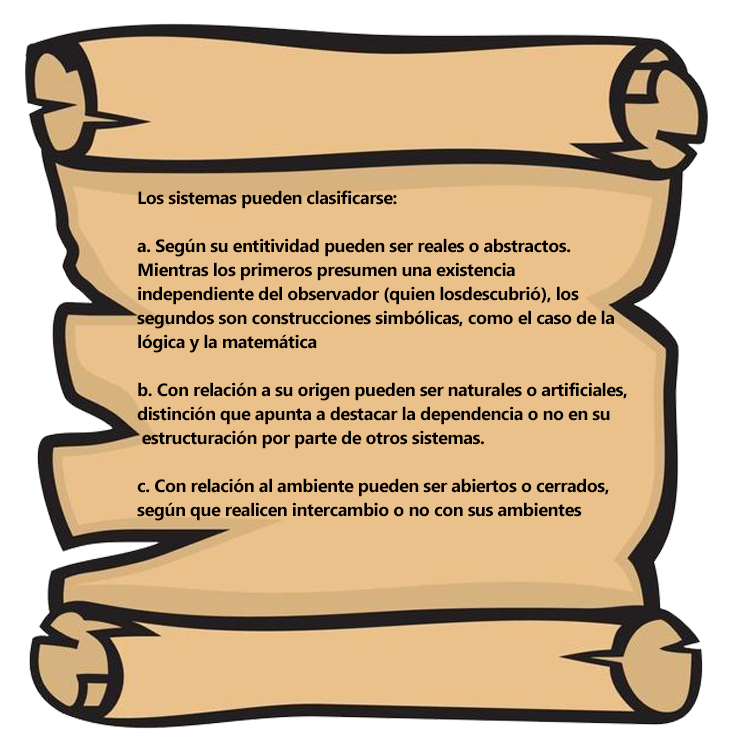 Los sistemas pueden clasificarse:
a. Según su entitividad pueden ser reales o abstractos.
Mientras los primeros presumen una existencia
independiente del observador (quien losdescubrió), los
segundos son construcciones simbólicas, como el caso de la
lógica y la matemática
b. Con relación a su origen pueden ser naturales o artificiales,
distinción que apunta a destacar la dependencia o no en su
estructuración por parte de otros sistemas.
c. Con relación al ambiente pueden ser abiertos o cerrados,
según que realicen intercambio o no con sus ambientes